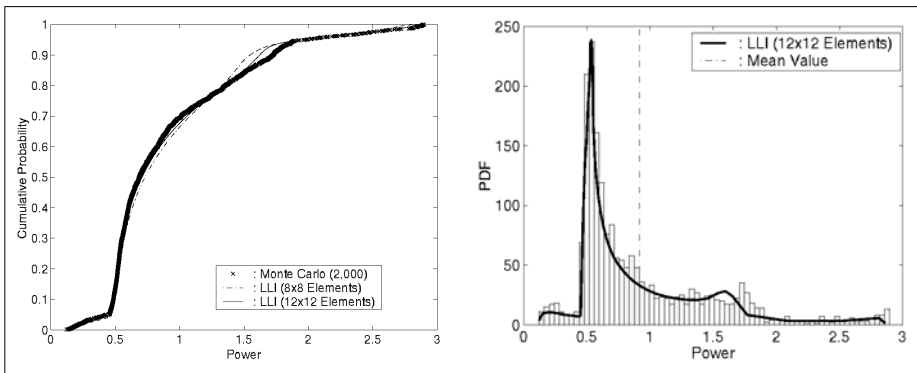 1
0.9
0.8
0.7
0.6
0.5
0.4
0.3
0.2
0.1
0
Cumulative Probability
× : Monte Carlo (2,000)
: LLI (8x8 Elements)
: LLI (12x12 Elements)
0.5 1 1.5 2 2.5 3
Power
250
200
150
100
50
0
PDF
: LLI (12x12 Elements)
: Mean Value
0 0.5 1 1.5 2 2.5 3
Power